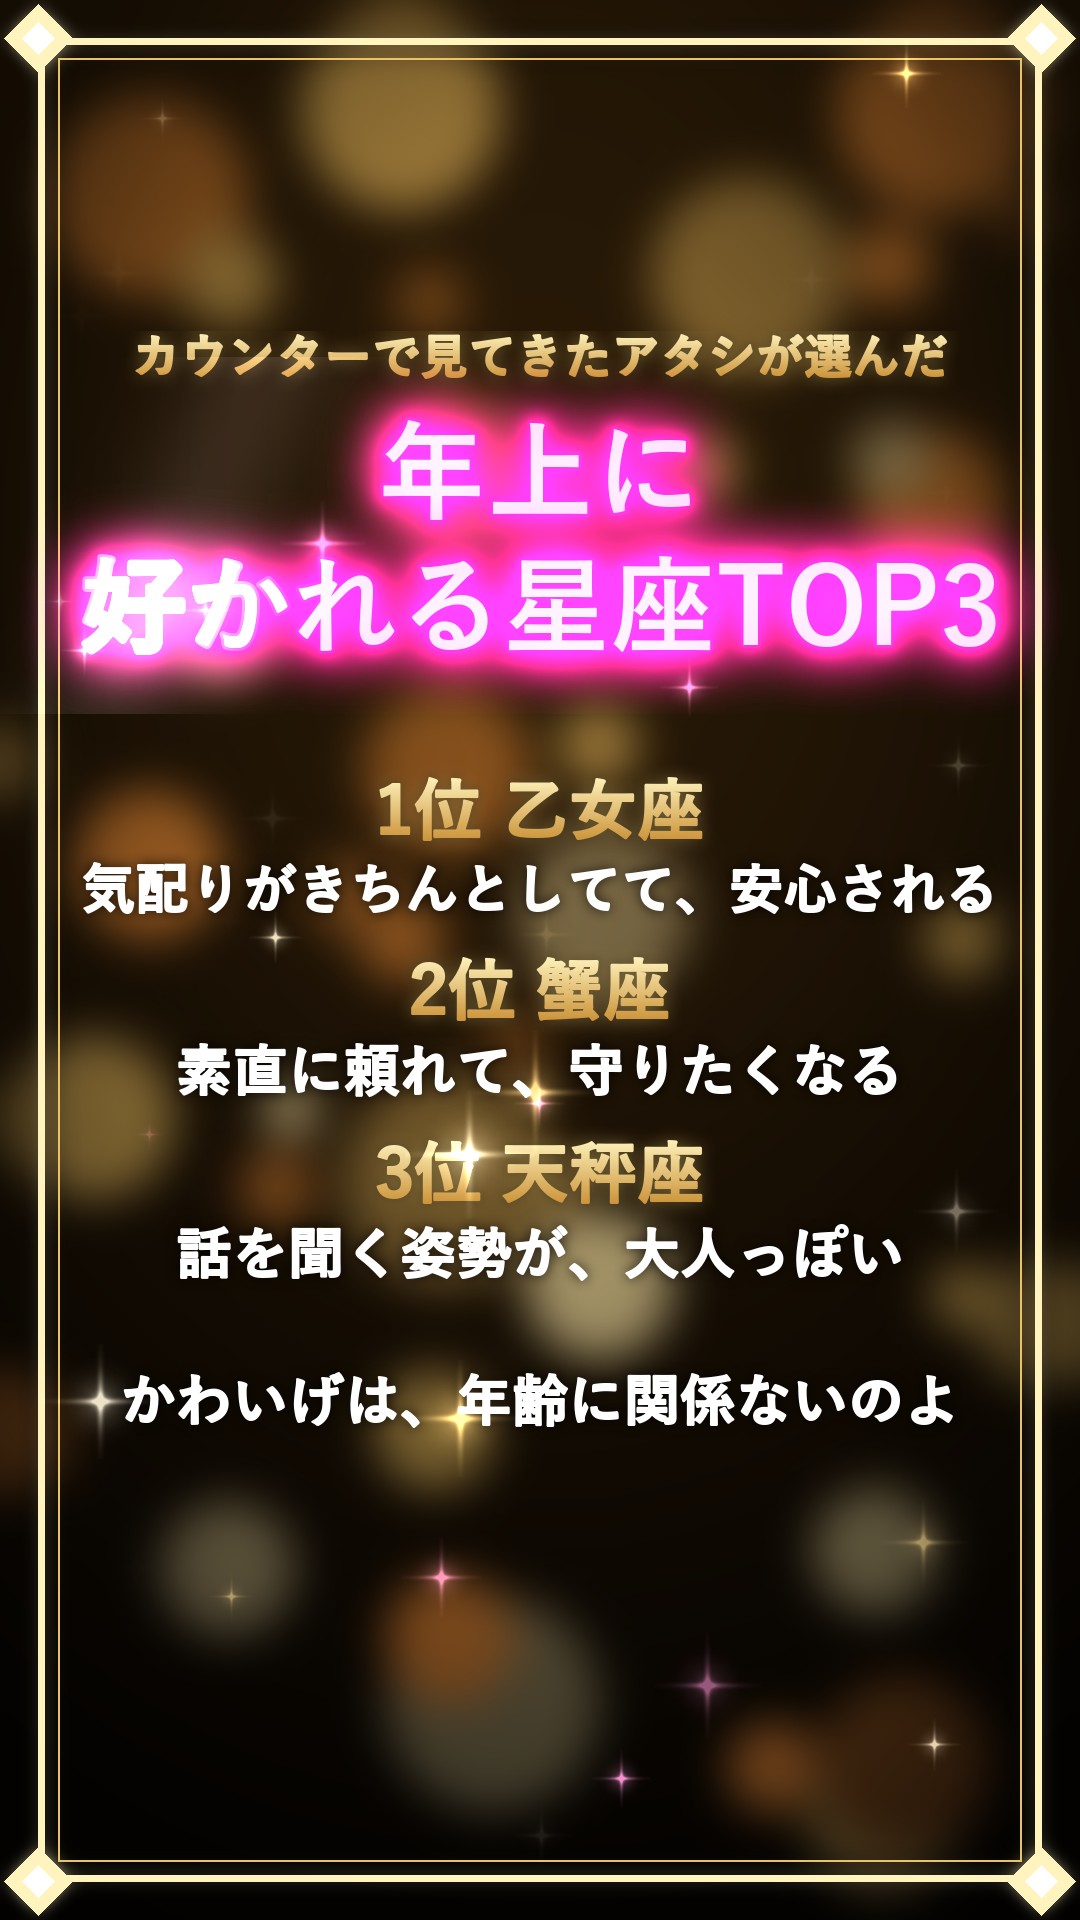 カウンターで見てきたアタシが選んだ
年上に
好かれる星座TOP3
1位 乙女座
気配りがきちんとしてて、安心される
2位 蟹座
素直に頼れて、守りたくなる
3位 天秤座
話を聞く姿勢が、大人っぽい
かわいげは、年齢に関係ないのよ